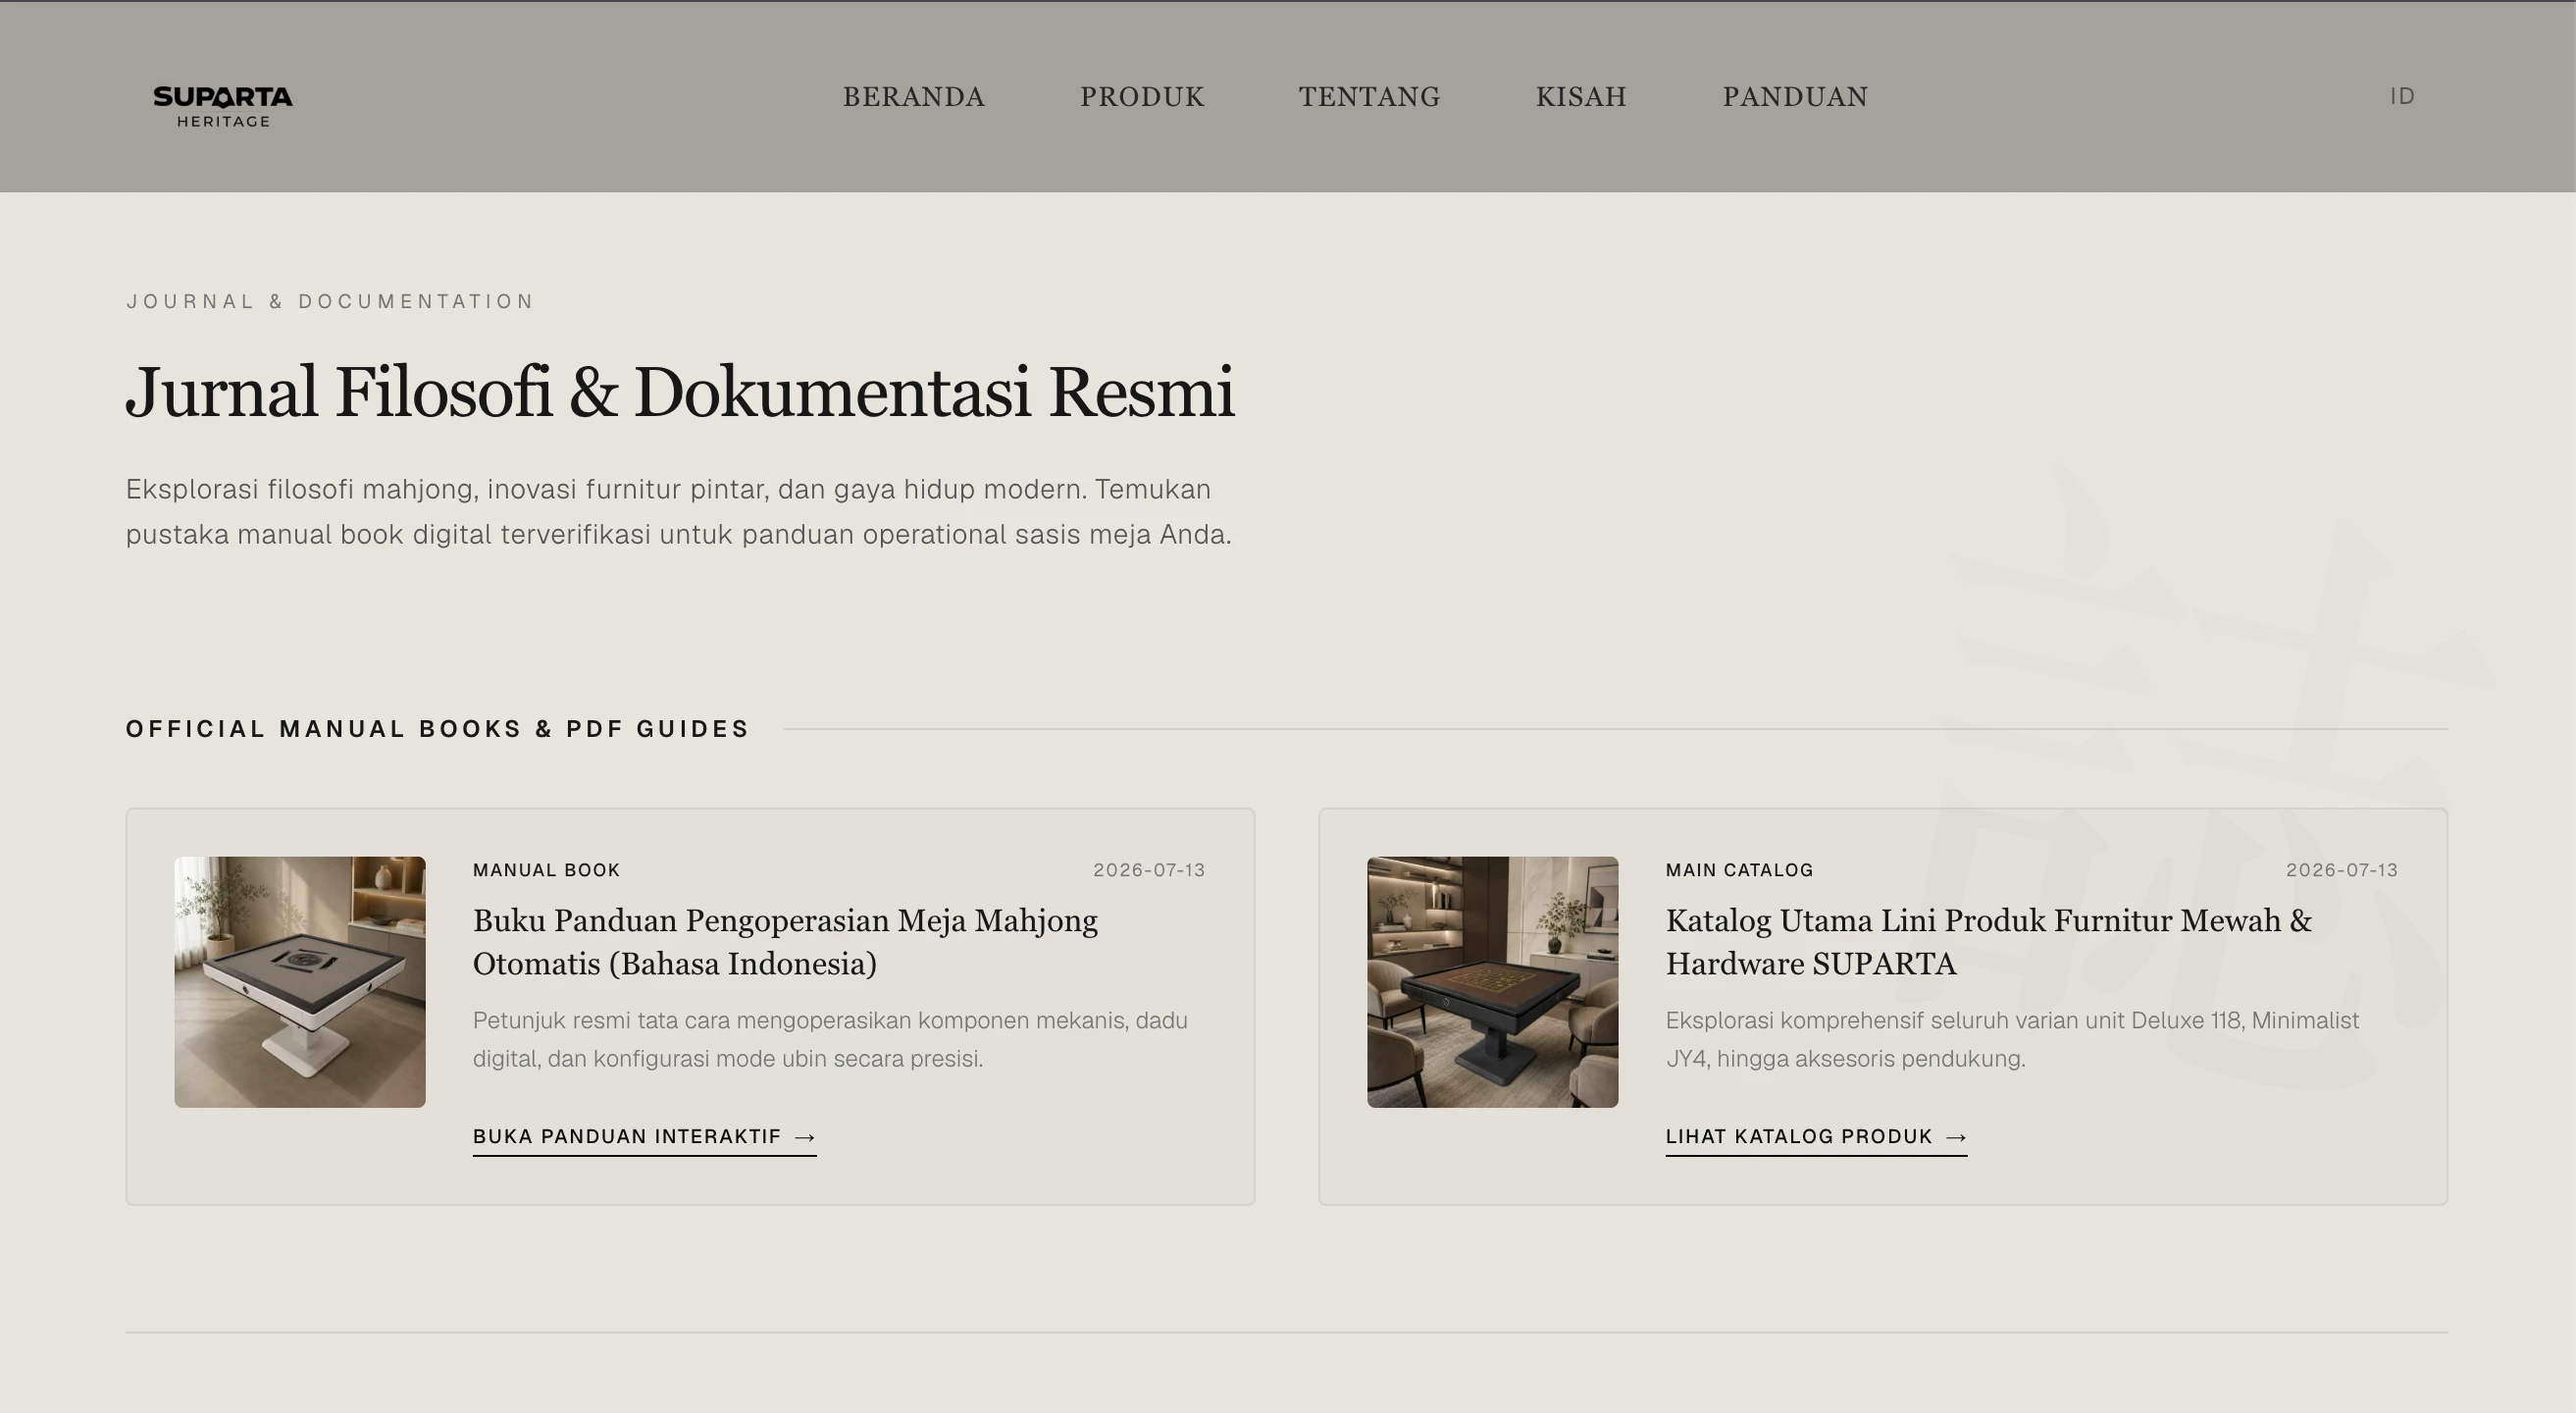 SUPARTA
HERITAGE
BERANDA
PRODUK
TENTANG
KISAH
PANDUAN
ID
JOURNAL & DOCUMENTATION
Jurnal Filosofi & Dokumentasi Resmi
Eksplorasi filosofi mahjong, inovasi furnitur pintar, dan gaya hidup modern. Temukan
pustaka manual book digital terverifikasi untuk panduan operational sasis meja Anda.
誌
OFFICIAL MANUAL BOOKS & PDF GUIDES
MANUAL BOOK
2026-07-13
Buku Panduan Pengoperasian Meja Mahjong
Otomatis (Bahasa Indonesia)
Petunjuk resmi tata cara mengoperasikan komponen mekanis, dadu
digital, dan konfigurasi mode ubin secara presisi.
BUKA PANDUAN INTERAKTIF →
MAIN CATALOG
2026-07-13
Katalog Utama Lini Produk Furnitur Mewah &
Hardware SUPARTA
Eksplorasi komprehensif seluruh varian unit Deluxe 118, Minimalist
JY4, hingga aksesoris pendukung.
LIHAT KATALOG PRODUK →